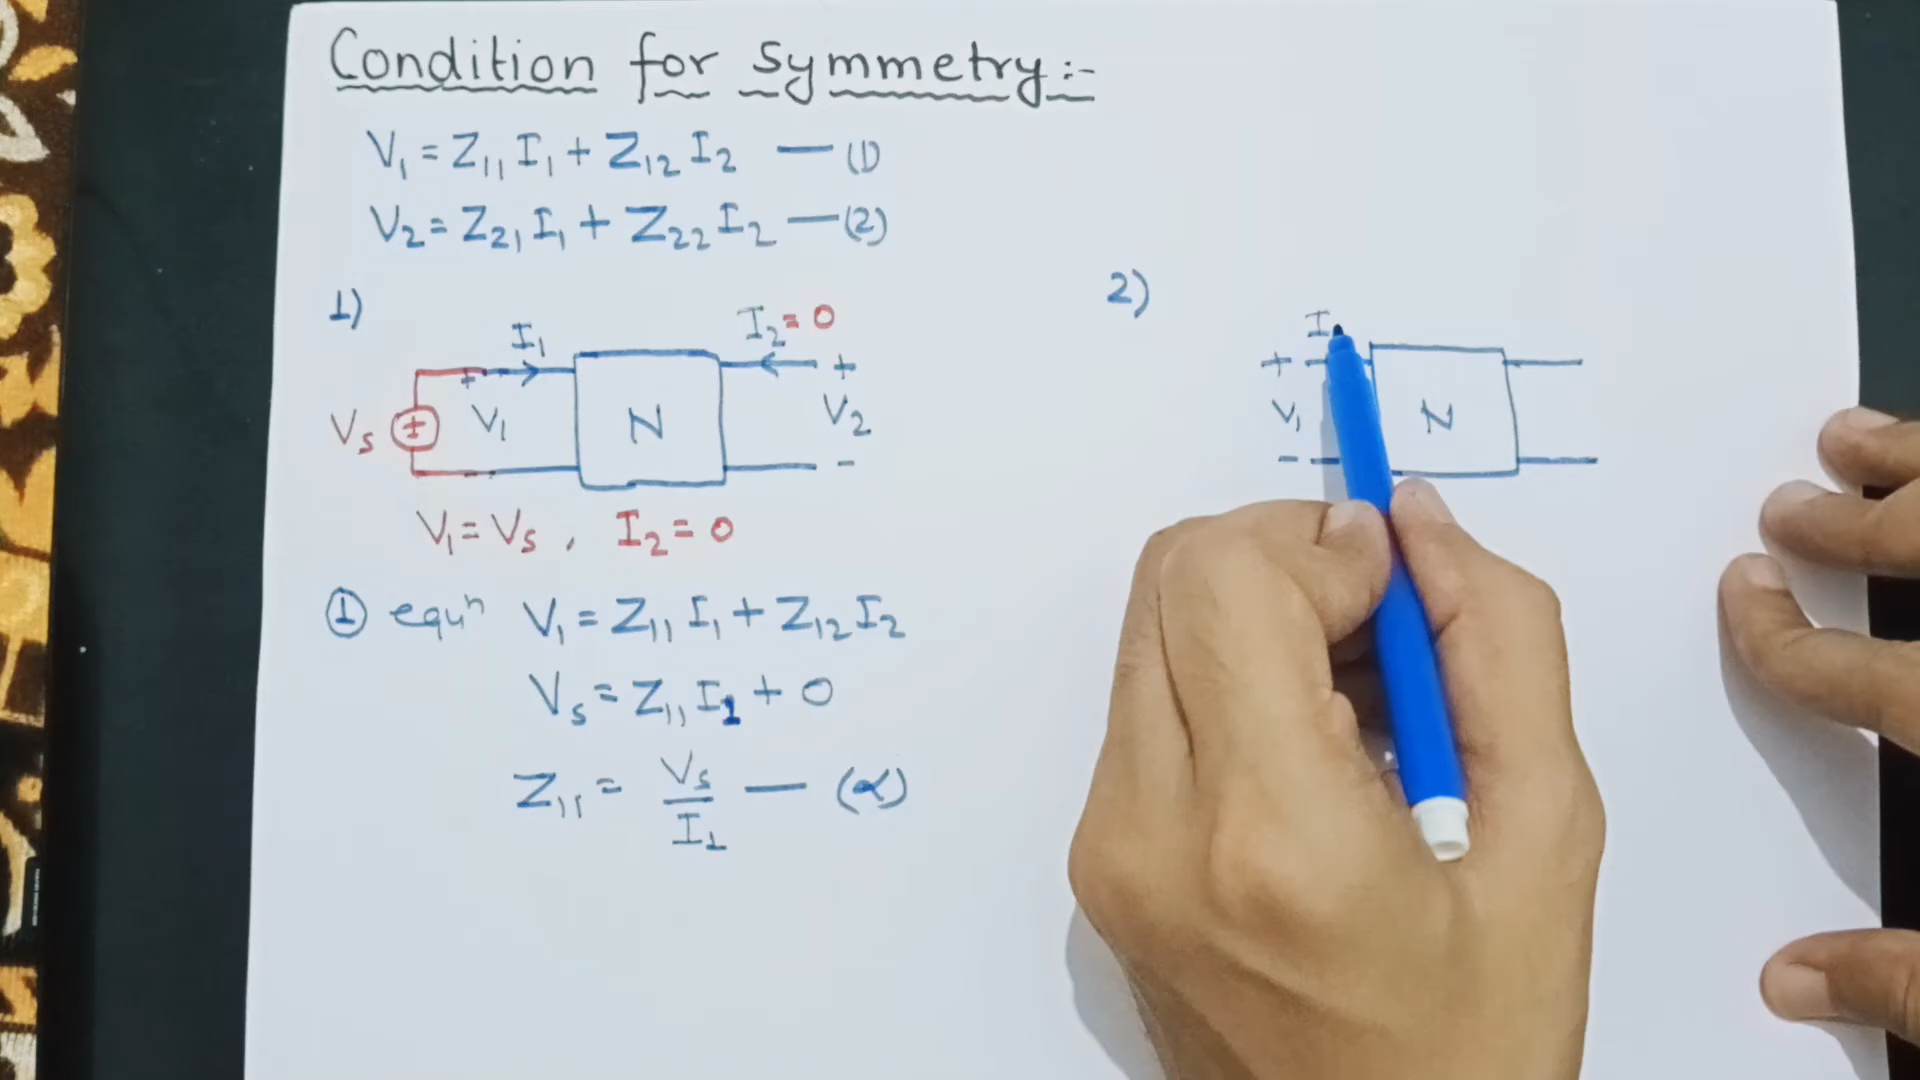 Condition for symmetry:-
V1 = Z11 I1 + Z12 I2 — (1)
V2 = Z21 I1 + Z22 I2 — (2)
1)
I1
I2 = 0
+
+
Vs
±
V1
N
V2
-
V1 = Vs , I2 = 0
① equⁿ V1 = Z11 I1 + Z12 I2
Vs = Z11 I1 + 0
Z11 = Vs / I1 — (α)
2)
I
+
V1
N
-